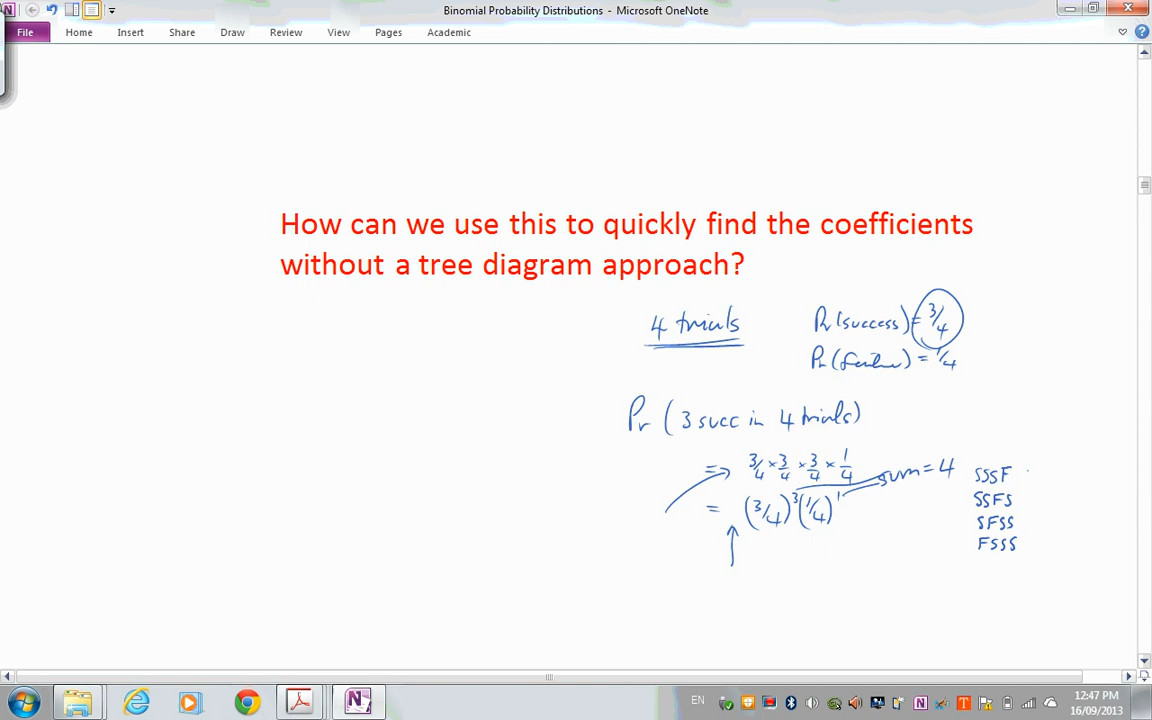 Binomial Probability Distributions - Microsoft OneNote
File Home Insert Share Draw Review View Pages Academic
How can we use this to quickly find the coefficients
without a tree diagram approach?
4 trials Pr(success) = 3/4
Pr(failure) = 1/4
Pr (3 succ in 4 trials)
=> 3/4 × 3/4 × 3/4 × 1/4 sum = 4 SSSF
= (3/4)³(1/4)¹ SSFS
SFSS
FSSS
EN 12:47 PM
16/09/2013